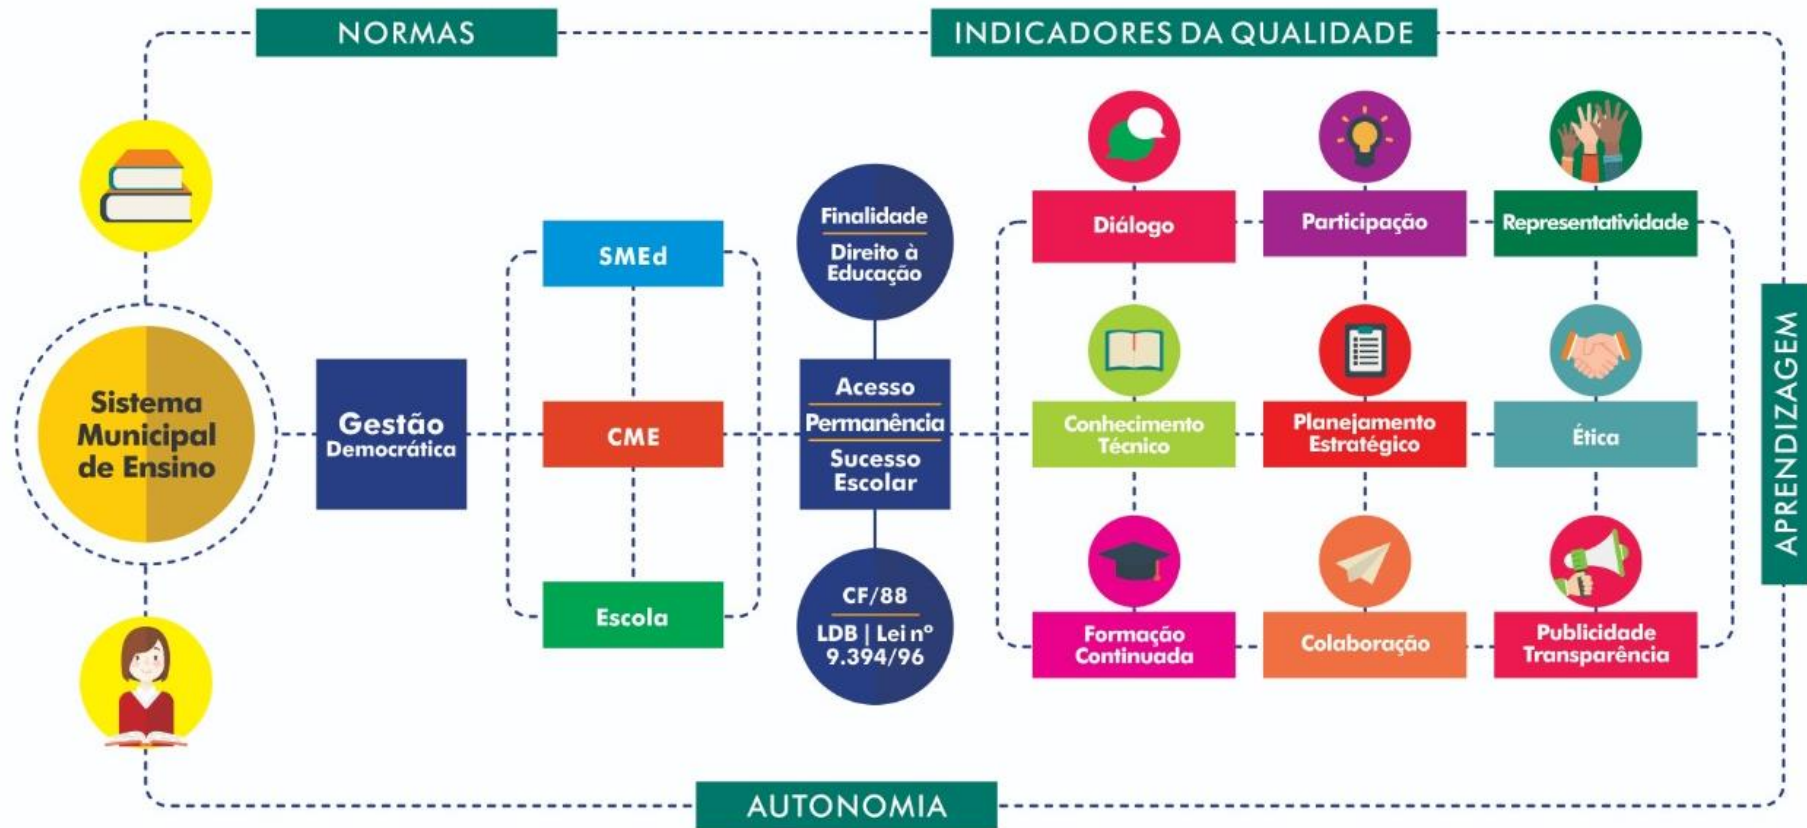 NORMAS
INDICADORES DA QUALIDADE
Sistema
Municipal
de Ensino
Gestão
Democrática
SMEd
CME
Escola
Finalidade
Direito à
Educação
Acesso
Permanência
Sucesso
Escolar
CF/88
LDB | Lei nº
9.394/96
Diálogo
Participação
Representatividade
Conhecimento
Técnico
Planejamento
Estratégico
Ética
Formação
Continuada
Colaboração
Publicidade
Transparência
APRENDIZAGEM
AUTONOMIA